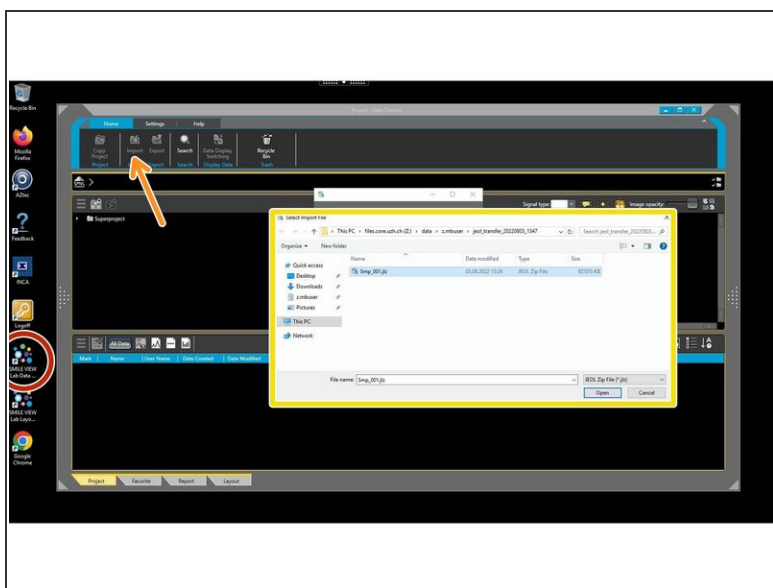 Recycle Bin
Mozilla
Firefox
AZtec
Feedback
INCA
Logoff
SMILE VIEW
Lab Data ...
SMILE VIEW
Lab Layo...
Google
Chrome
Project - Data Control
Home Settings Help
Copy
Project
Import
Export
Search
Data Display
Switching
Recycle
Bin
Project
Export
Search
Display Data
Trash
Superproject
Signal type:
Image opacity:
Select Import File
This PC > files.core.uzh.ch (Z:) > data > z.mbuser > jeol_transfer_20220803_1347
Search jeol_transfer_20220803...
Organize
New folder
Name Date modified Type Size
Smp_001.jlz 03.08.2022 13:26 JEOL Zip File 92'055 KB
Quick access
Desktop
Downloads
z.mbuser
Pictures
This PC
Network
File name: Smp_001.jlz
JEOL Zip File (*.jlz)
Open Cancel
All Data
Mark Name User Name Date Created Date Modified
Project Favorite Report Layout